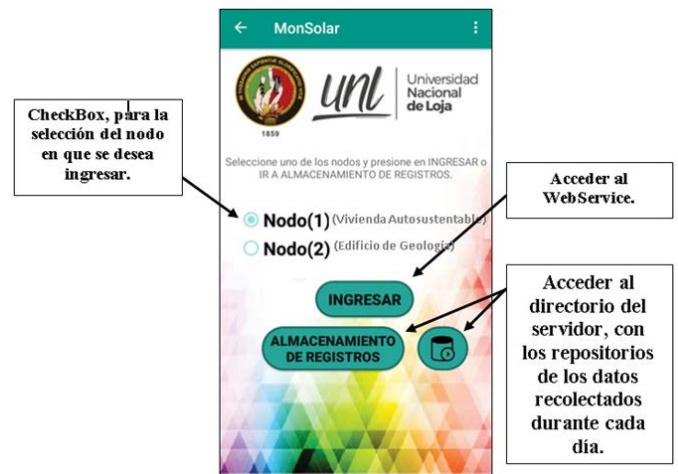 MonSolar
1859
unl
Universidad
Nacional
de Loja
CheckBox, para la
selección del nodo
en que se desea
ingresar.
Seleccione uno de los nodos y presione en INGRESAR o
IR A ALMACENAMIENTO DE REGISTROS.
Acceder al
WebService.
Nodo(1) (Vivienda Autosustentable)
Nodo(2) (Edificio de Geología)
INGRESAR
ALMACENAMIENTO
DE REGISTROS
Acceder al
directorio del
servidor, con
los repositorios
de los datos
recolectados
durante cada
día.